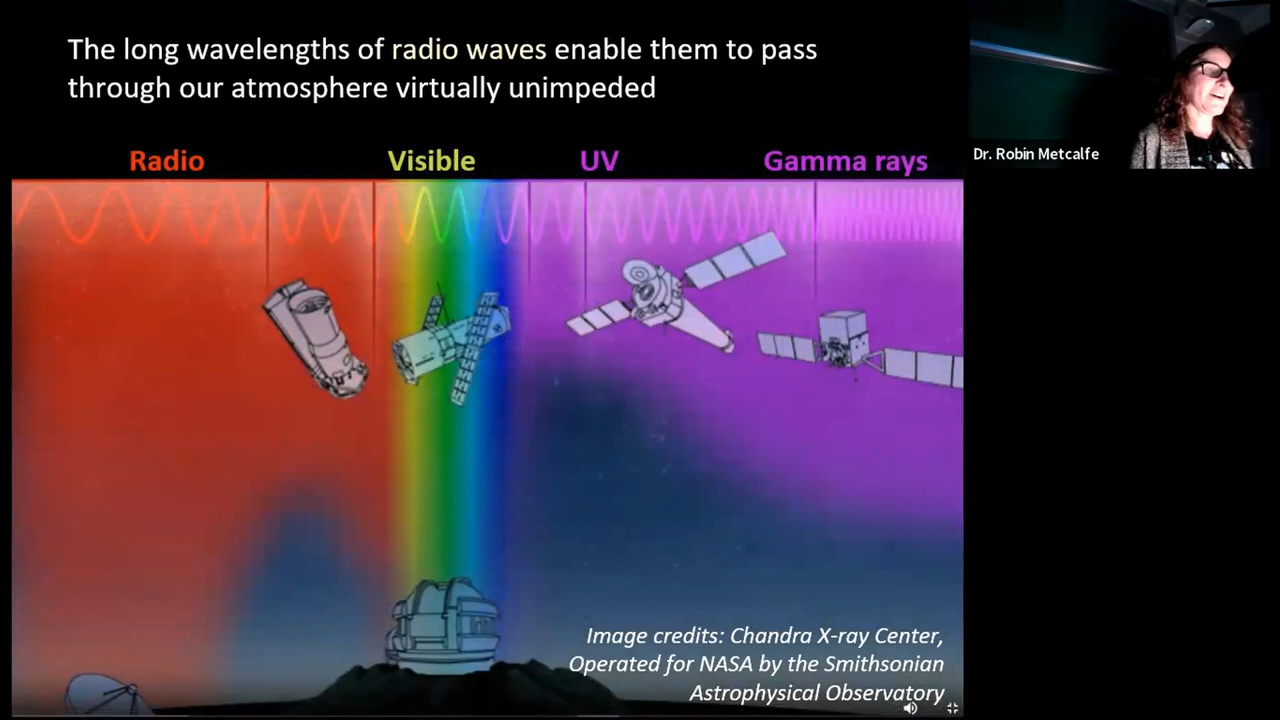 The long wavelengths of radio waves enable them to pass
through our atmosphere virtually unimpeded
Radio Visible UV Gamma rays
Dr. Robin Metcalfe
Image credits: Chandra X-ray Center,
Operated for NASA by the Smithsonian
Astrophysical Observatory